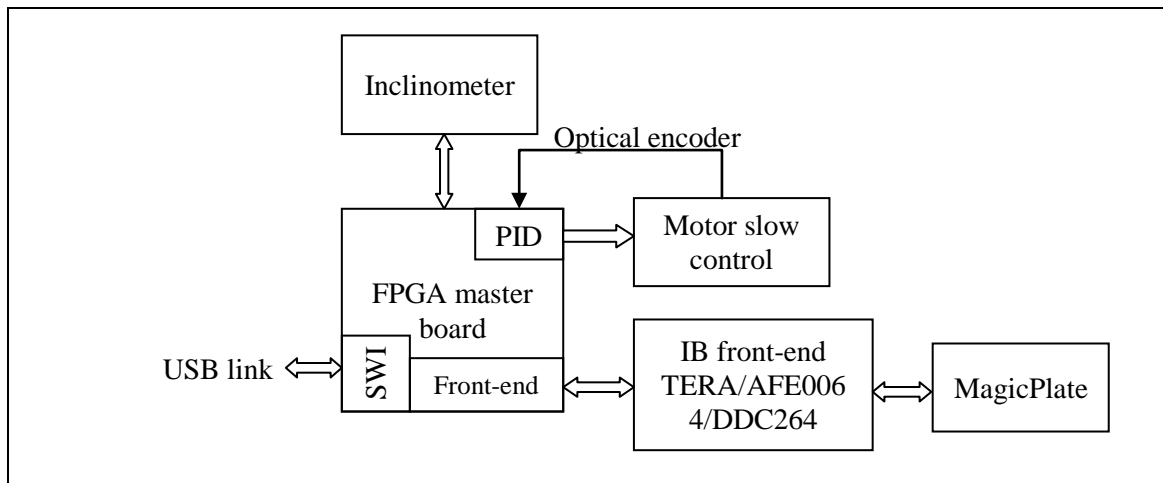 Inclinometer
Optical encoder
PID
Motor slow
control
FPGA master
board
SWI
Front-end
USB link
IB front-end
TERA/AFE006
4/DDC264
MagicPlate